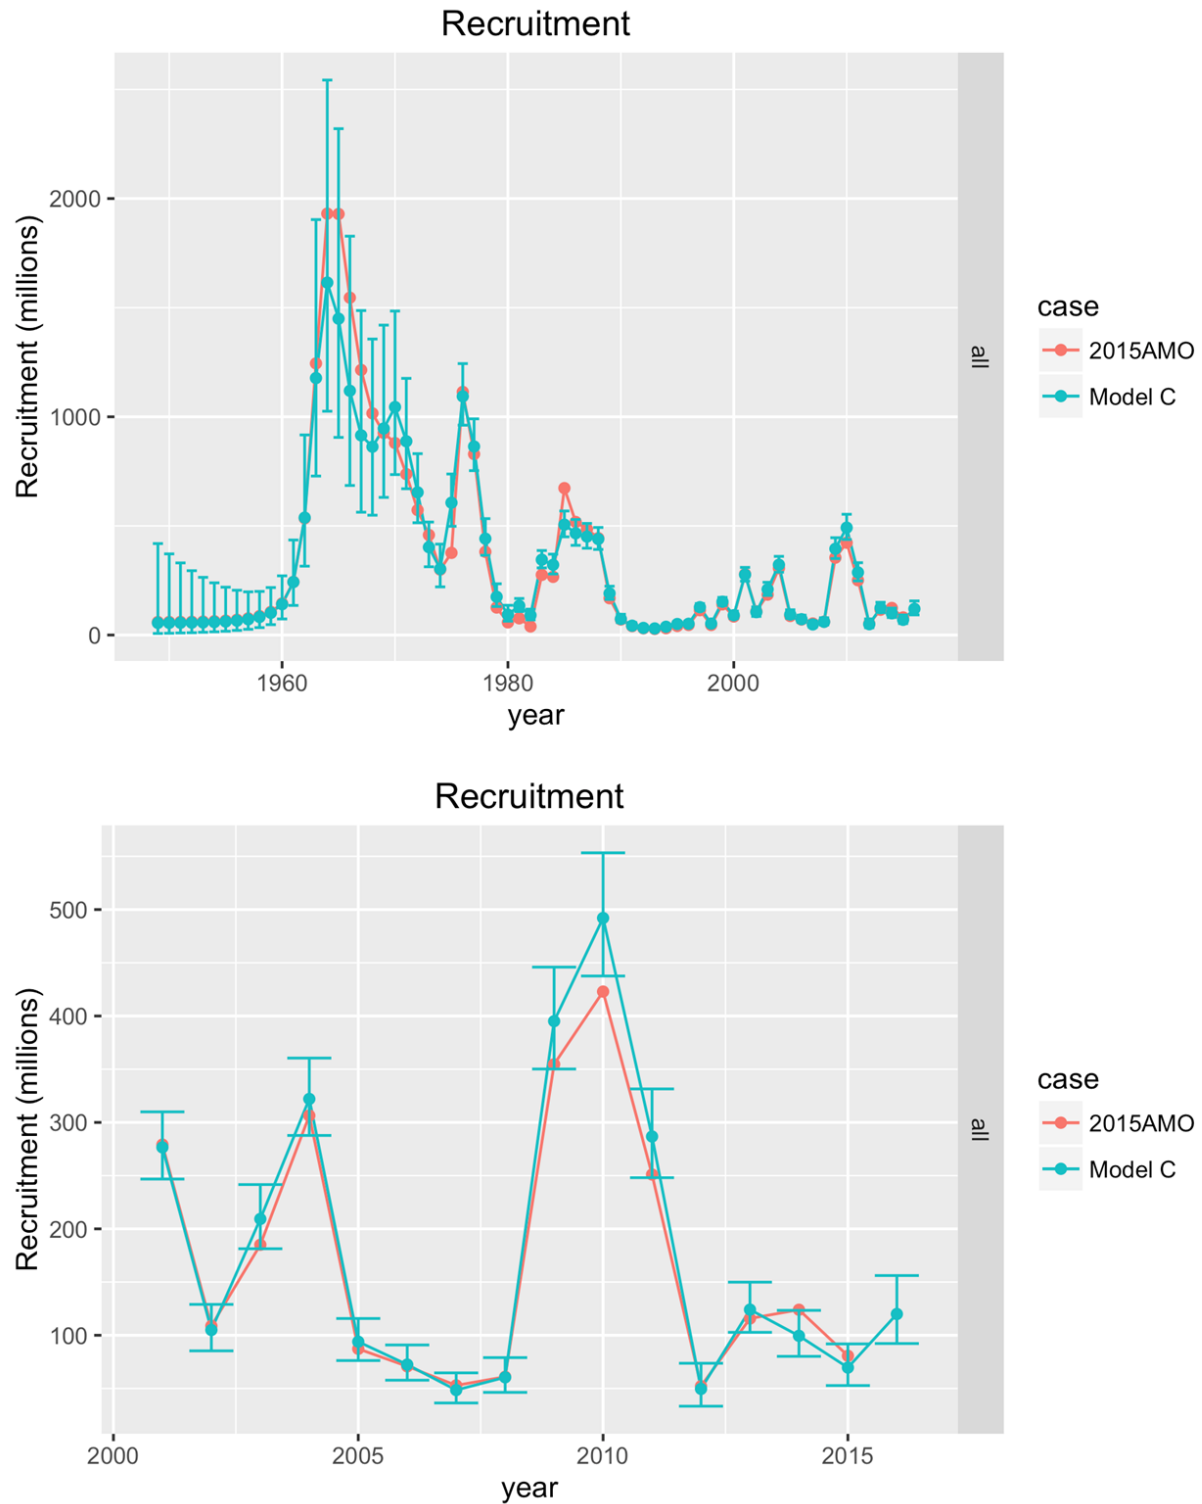 Recruitment
Recruitment (millions)
2000
1000
0
1960
1980
2000
year
all
case
2015AMO
Model C
Recruitment
Recruitment (millions)
500
400
300
200
100
2000
2005
2010
2015
year
all
case
2015AMO
Model C